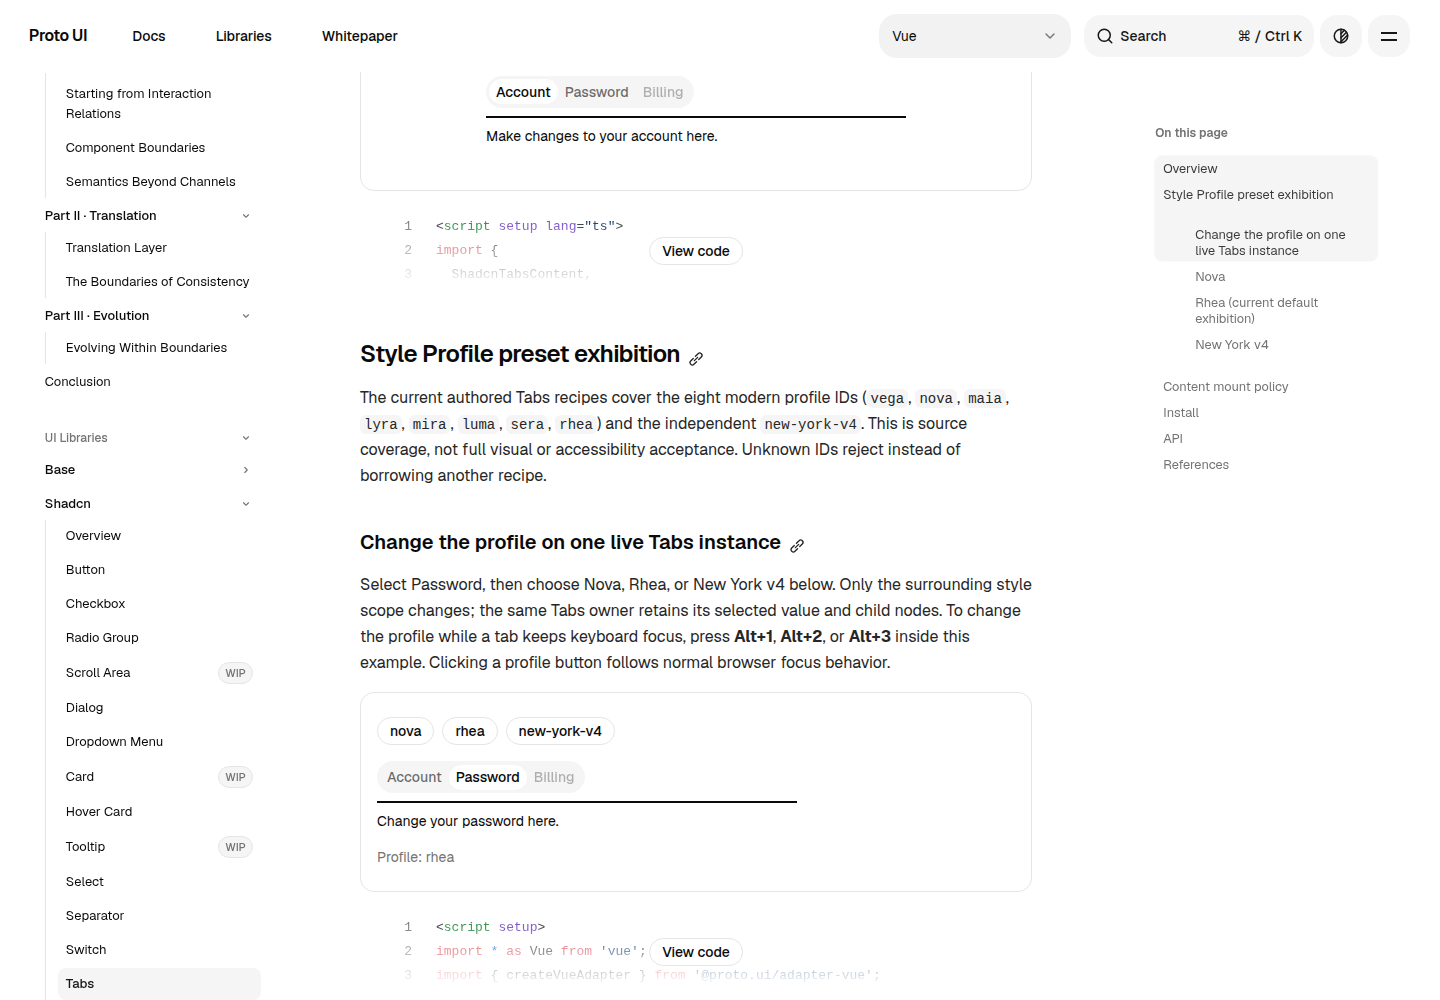 Proto UI
Docs
Libraries
Whitepaper
Vue
Search
⌘ / Ctrl K
Starting from Interaction
Relations
Component Boundaries
Semantics Beyond Channels
Part II · Translation
Translation Layer
The Boundaries of Consistency
Part III · Evolution
Evolving Within Boundaries
Conclusion
UI Libraries
Base
Shadcn
Overview
Button
Checkbox
Radio Group
Scroll Area WIP
Dialog
Dropdown Menu
Card WIP
Hover Card
Tooltip WIP
Select
Separator
Switch
Tabs
Account Password Billing
Make changes to your account here.
1 <script setup lang="ts">
2 import {
3 ShadcnTabsContent,
View code
Style Profile preset exhibition
The current authored Tabs recipes cover the eight modern profile IDs ( vega , nova , maia ,
lyra , mira , luma , sera , rhea ) and the independent new-york-v4 . This is source
coverage, not full visual or accessibility acceptance. Unknown IDs reject instead of
borrowing another recipe.
Change the profile on one live Tabs instance
Select Password, then choose Nova, Rhea, or New York v4 below. Only the surrounding style
scope changes; the same Tabs owner retains its selected value and child nodes. To change
the profile while a tab keeps keyboard focus, press Alt+1, Alt+2, or Alt+3 inside this
example. Clicking a profile button follows normal browser focus behavior.
nova rhea new-york-v4
Account Password Billing
Change your password here.
Profile: rhea
1 <script setup>
2 import * as Vue from 'vue';
3 import { createVueAdapter } from '@proto.ui/adapter-vue';
View code
On this page
Overview
Style Profile preset exhibition
Change the profile on one
live Tabs instance
Nova
Rhea (current default
exhibition)
New York v4
Content mount policy
Install
API
References